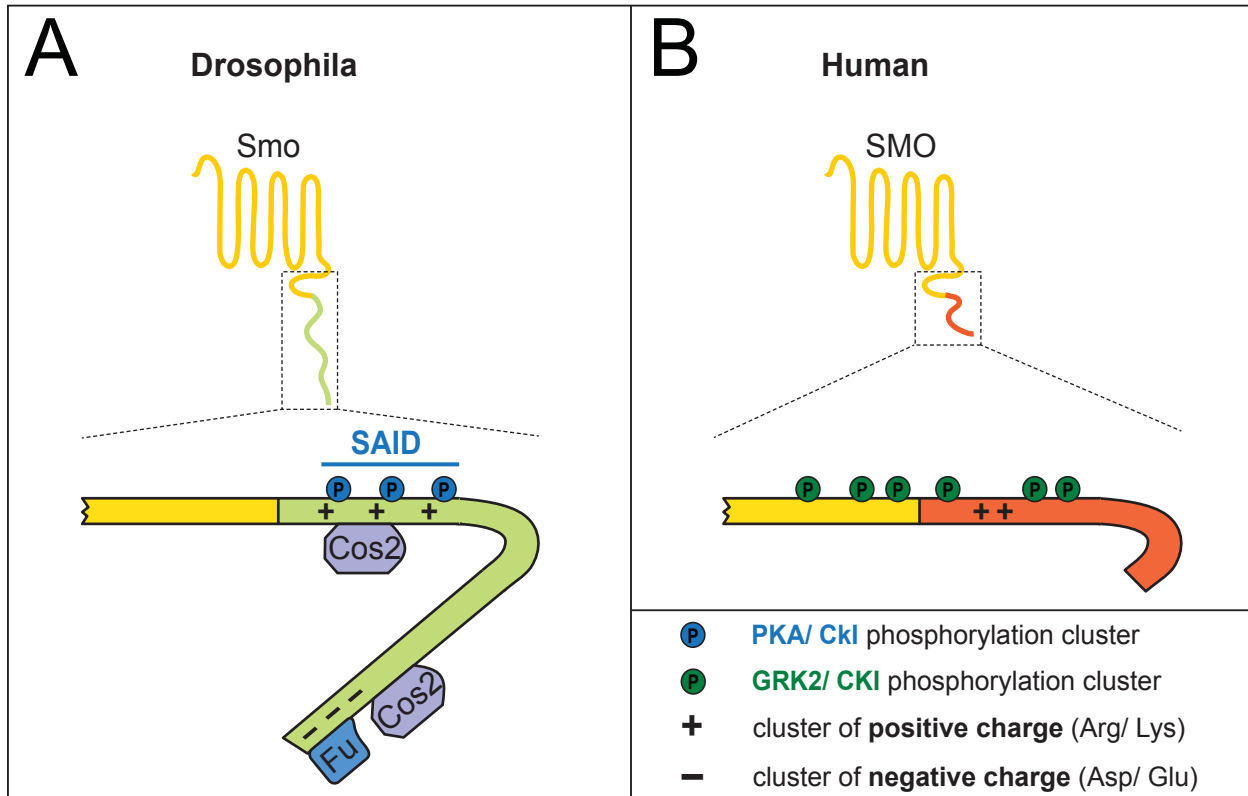 A
Drosophila
Smo
SAID
P P P
+ + +
Cos2
Cos2
− − −
Fu
B
Human
SMO
P P P P P P
+ +
P PKA/ CkI phosphorylation cluster
P GRK2/ CKI phosphorylation cluster
+ cluster of positive charge (Arg/ Lys)
− cluster of negative charge (Asp/ Glu)